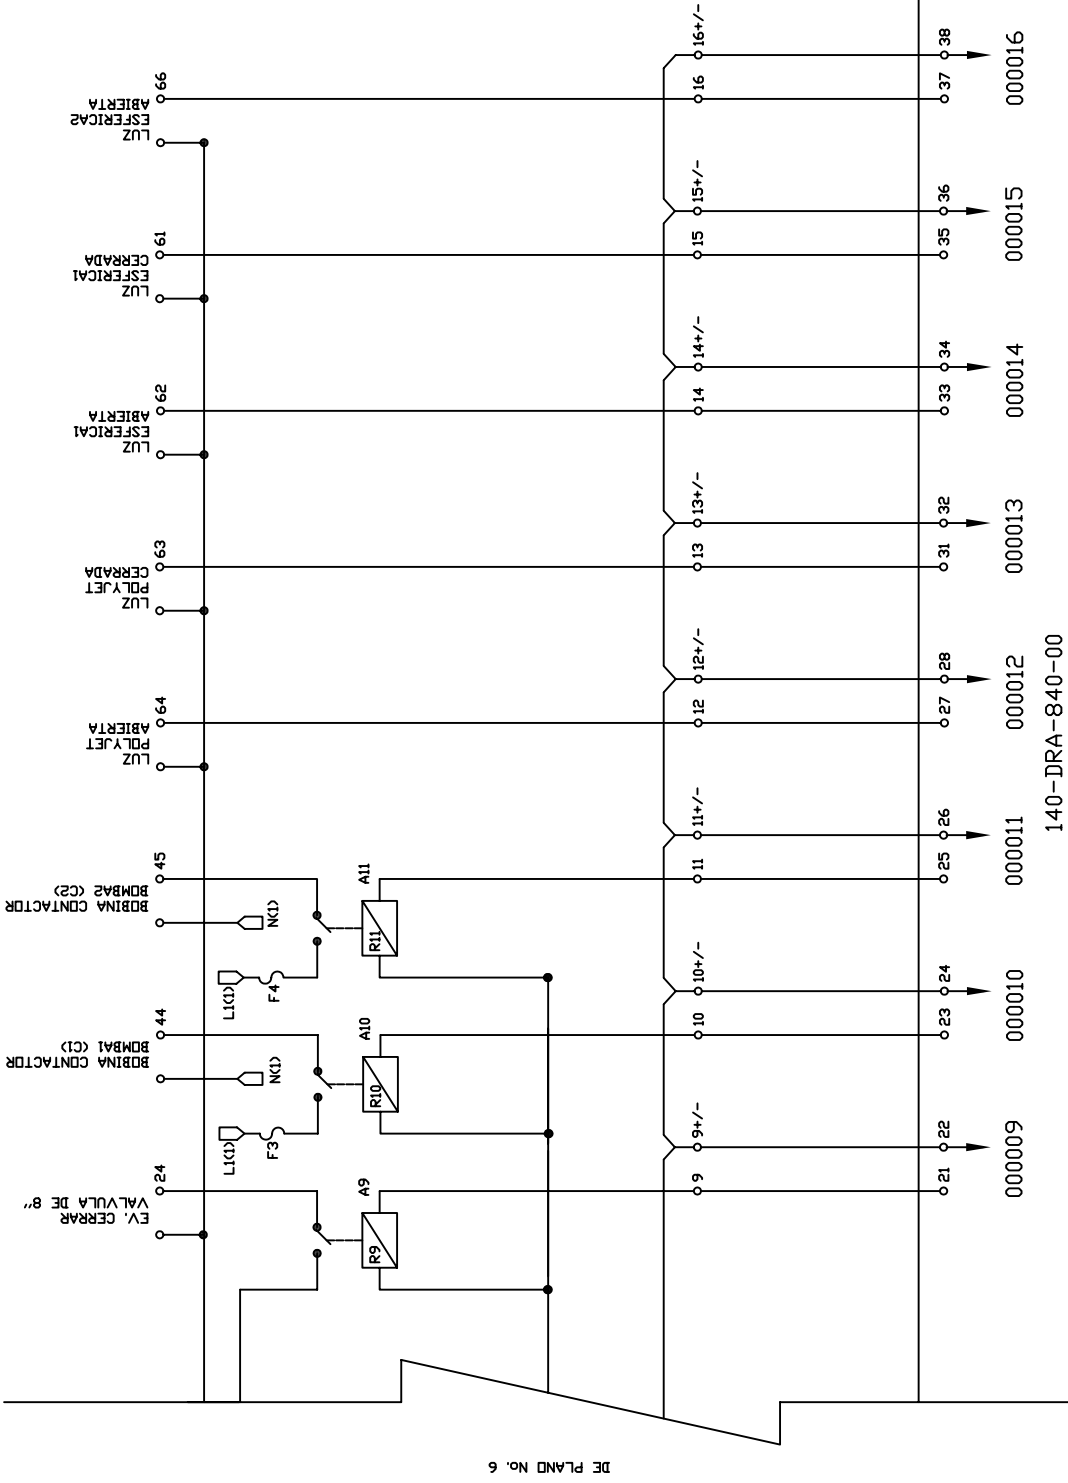 LUZ
ESFERICA2
ABIERTA
66
16
16+/-
37
38
000016
LUZ
ESFERICA1
CERRADA
61
15
15+/-
35
36
000015
LUZ
ESFERICA1
ABIERTA
62
14
14+/-
33
34
000014
LUZ
POLYJET
CERRADA
63
13
13+/-
31
32
000013
LUZ
POLYJET
ABIERTA
64
12
12+/-
27
28
000012
BOBINA CONTACTOR
BOMBA2 (C2)
45
N(1)
L1(1)
F4
R11
A11
11
11+/-
25
26
000011
BOBINA CONTACTOR
BOMBA1 (C1)
44
N(1)
L1(1)
F3
R10
A10
10
10+/-
23
24
000010
EV. CERRAR
VALVULA DE 8"
24
R9
A9
9
9+/-
21
22
000009
140-DRA-840-00
DE PLANO No. 6